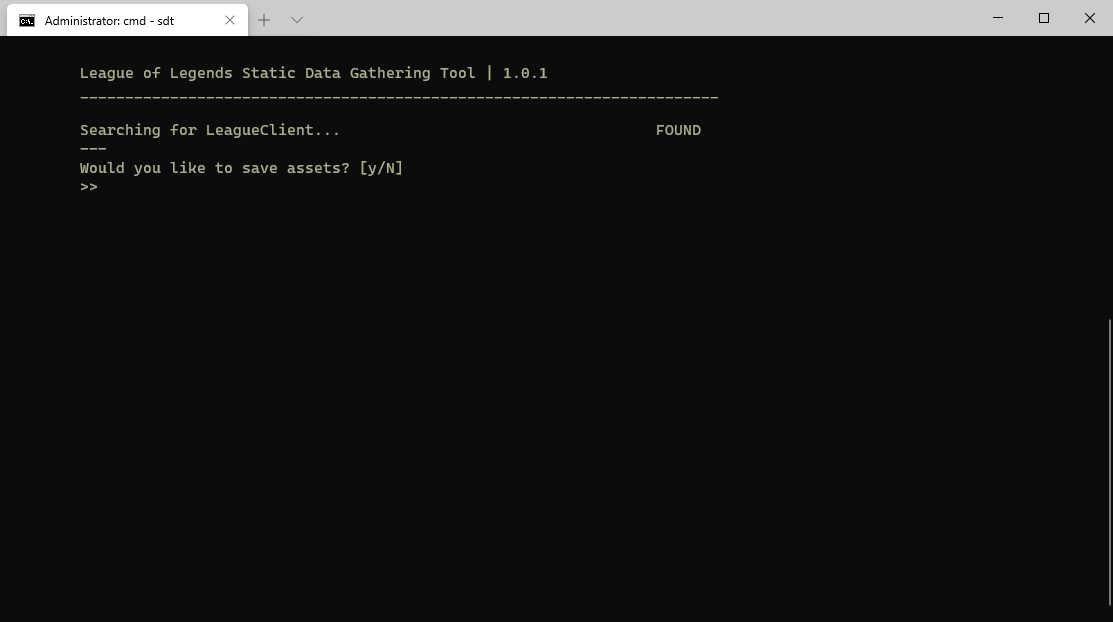 Administrator: cmd - sdt
League of Legends Static Data Gathering Tool | 1.0.1
-----------------------------------------------------------------------
Searching for LeagueClient... FOUND
---
Would you like to save assets? [y/N]
>>